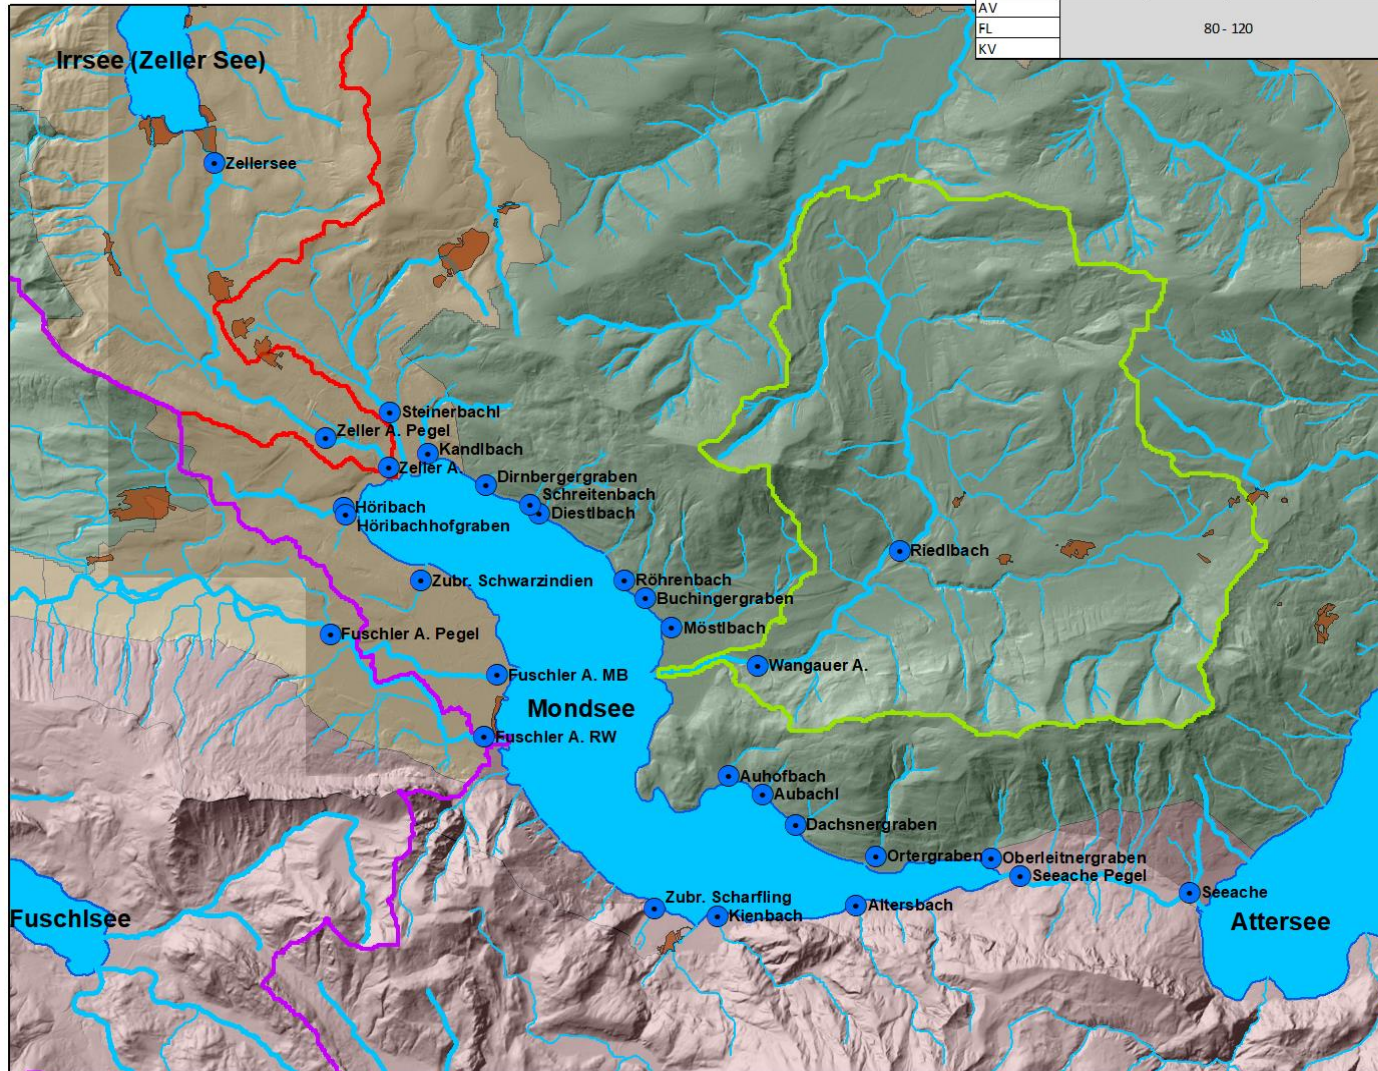 AV
FL
80 - 120
KV
Irrsee (Zeller See)
Zellersee
Steinerbachl
Zeller A. Pegel
Kandlbach
Zeller A.
Dirnbergergraben
Schreitenbach
Diestlbach
Höribach
Höribachhofgraben
Riedlbach
Zubr. Schwarzindien
Röhrenbach
Buchingergraben
Möstlbach
Fuschler A. Pegel
Wangauer A.
Fuschler A. MB
Mondsee
Fuschler A. RW
Auhofbach
Aubachl
Dachsnergraben
Ortergraben
Oberleitnergraben
Seeache Pegel
Seeache
Zubr. Scharfling
Altersbach
Kienbach
Fuschlsee
Attersee